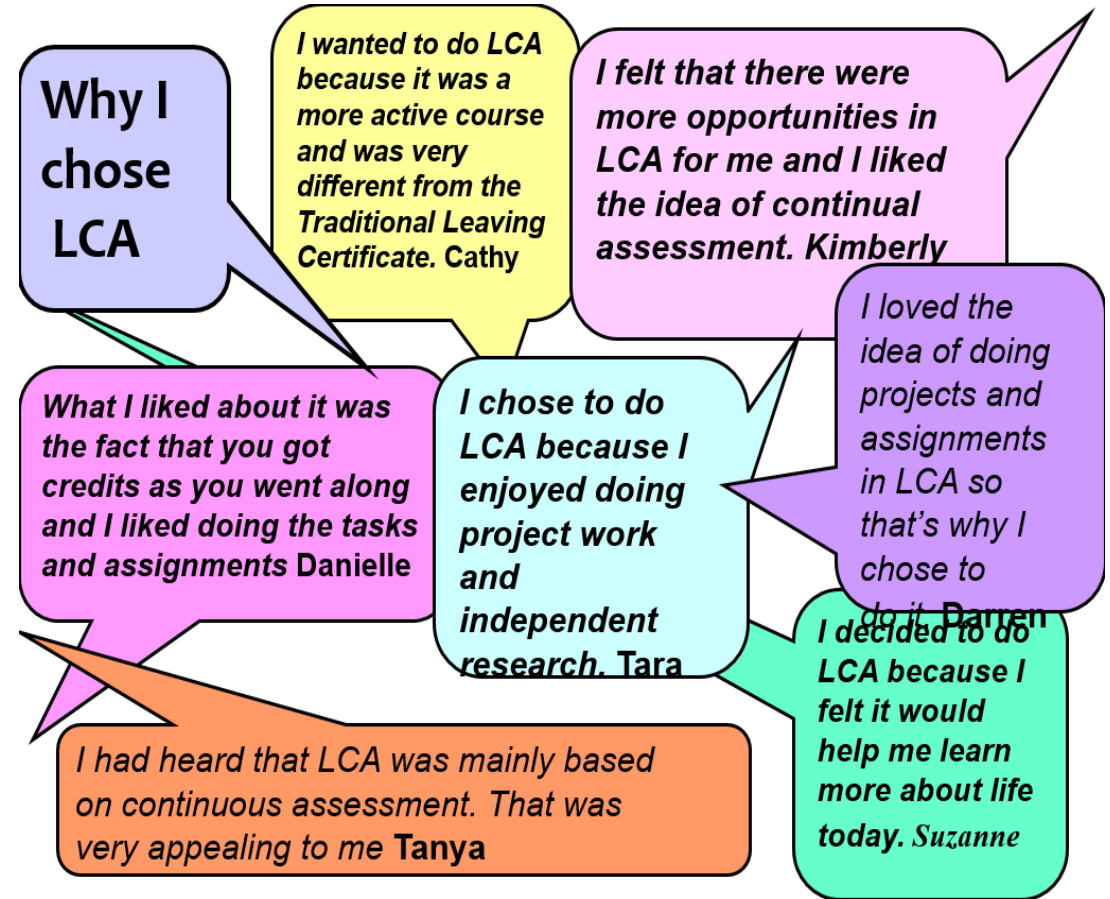 Why I
chose
LCA
I wanted to do LCA
because it was a
more active course
and was very
different from the
Traditional Leaving
Certificate. Cathy
I felt that there were
more opportunities in
LCA for me and I liked
the idea of continual
assessment. Kimberly
I loved the
idea of doing
projects and
assignments
in LCA so
that’s why I
chose to
do it. Darren
What I liked about it was
the fact that you got
credits as you went along
and I liked doing the tasks
and assignments Danielle
I chose to do
LCA because I
enjoyed doing
project work
and
independent
research. Tara
I decided to do
LCA because I
felt it would
help me learn
more about life
today. Suzanne
I had heard that LCA was mainly based
on continuous assessment. That was
very appealing to me Tanya